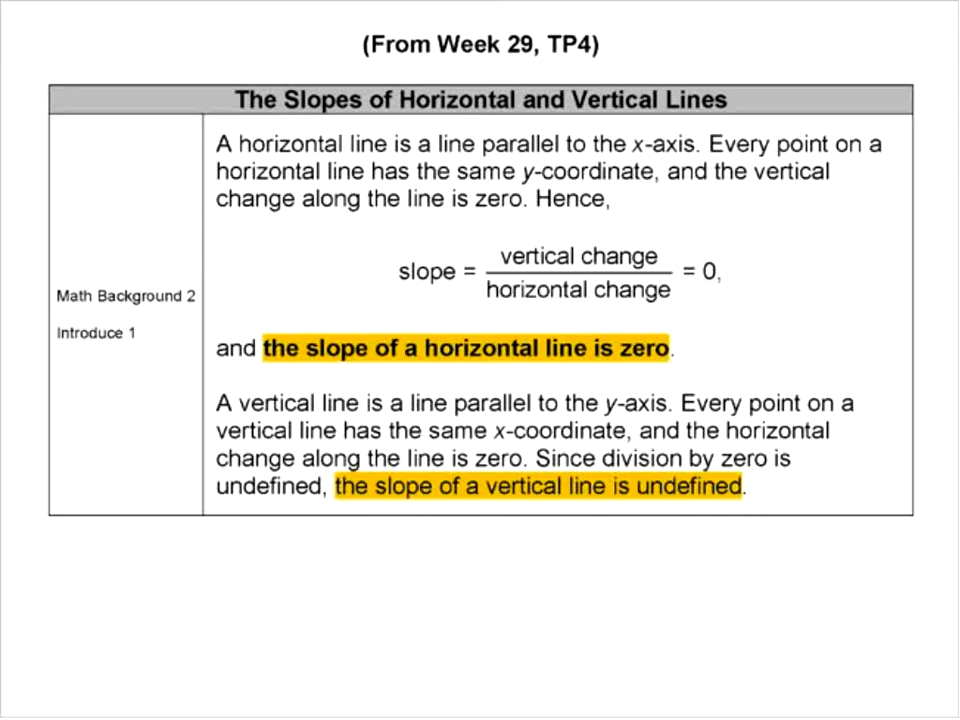 (From Week 29, TP4)
The Slopes of Horizontal and Vertical Lines
Math Background 2
Introduce 1
A horizontal line is a line parallel to the x-axis. Every point on a
horizontal line has the same y-coordinate, and the vertical
change along the line is zero. Hence,
slope = vertical change / horizontal change = 0,
and the slope of a horizontal line is zero.
A vertical line is a line parallel to the y-axis. Every point on a
vertical line has the same x-coordinate, and the horizontal
change along the line is zero. Since division by zero is
undefined, the slope of a vertical line is undefined.